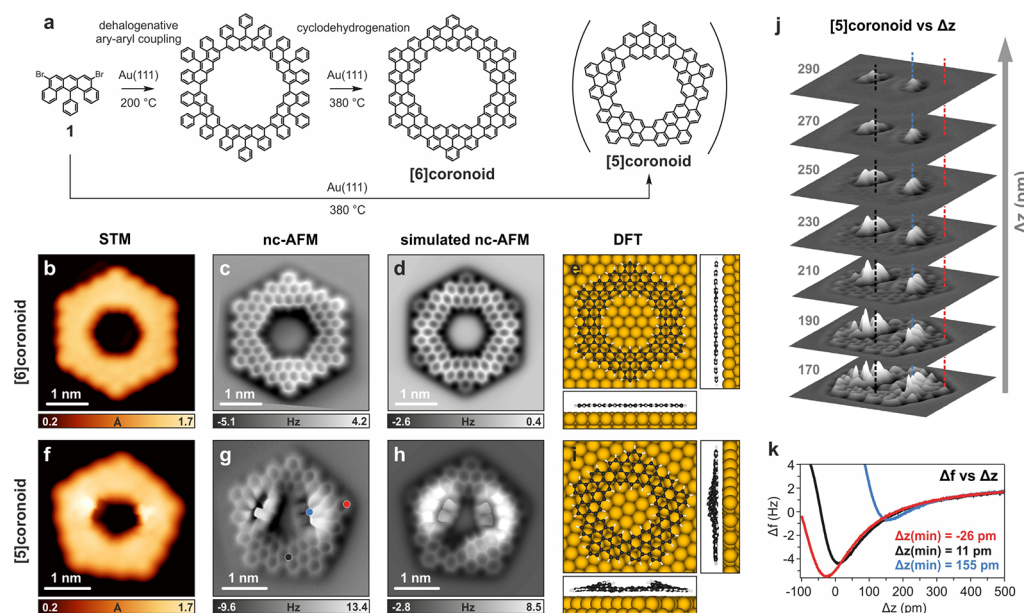 a
dehalogenative
ary-aryl coupling
cyclodehydrogenation
Br
Br
Au(111)
200 °C
Au(111)
380 °C
1
[6]coronoid
[5]coronoid
Au(111)
380 °C
STM
nc-AFM
simulated nc-AFM
DFT
[6]coronoid
b
1 nm
0.2 Å 1.7
c
1 nm
-5.1 Hz 4.2
d
1 nm
-2.6 Hz 0.4
e
[5]coronoid
f
1 nm
0.2 Å 1.7
g
1 nm
-9.6 Hz 13.4
h
1 nm
-2.8 Hz 8.5
i
j
[5]coronoid vs Δz
290
270
250
230
210
190
170
Δz (pm)
k
Δf vs Δz
Δf (Hz)
4
2
0
-2
-4
Δz(min) = -26 pm
Δz(min) = 11 pm
Δz(min) = 155 pm
-100 0 100 200 300 400 500
Δz (pm)